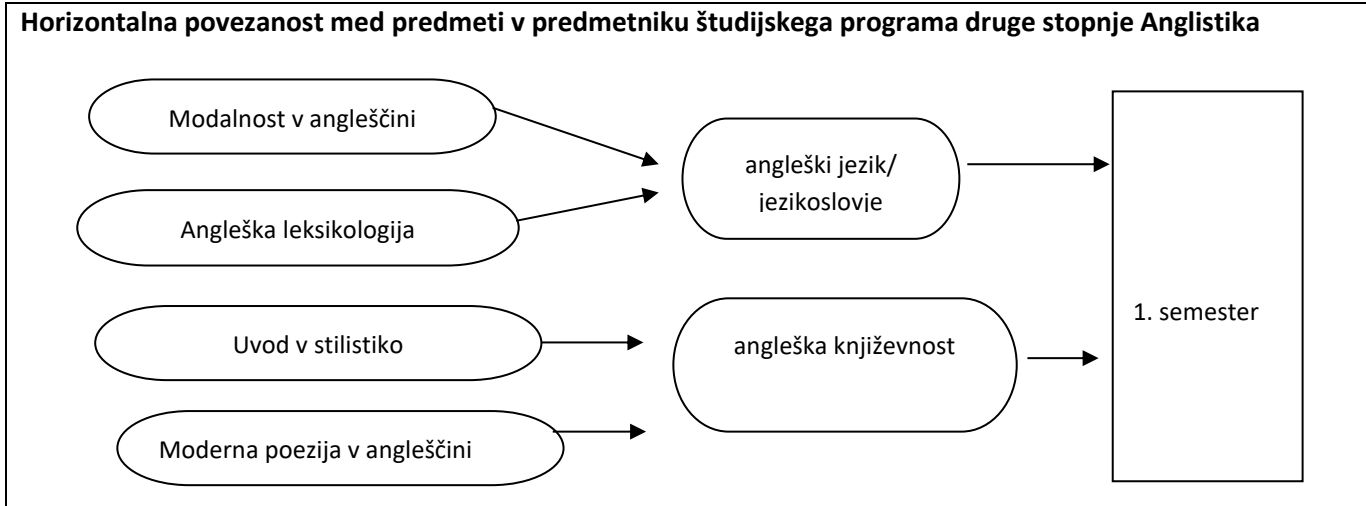 Horizontalna povezanost med predmeti v predmetniku študijskega programa druge stopnje Anglistika
Modalnost v angleščini
angleški jezik/
jezikoslovje
Angleška leksikologija
1. semester
Uvod v stilistiko
angleška književnost
Moderna poezija v angleščini